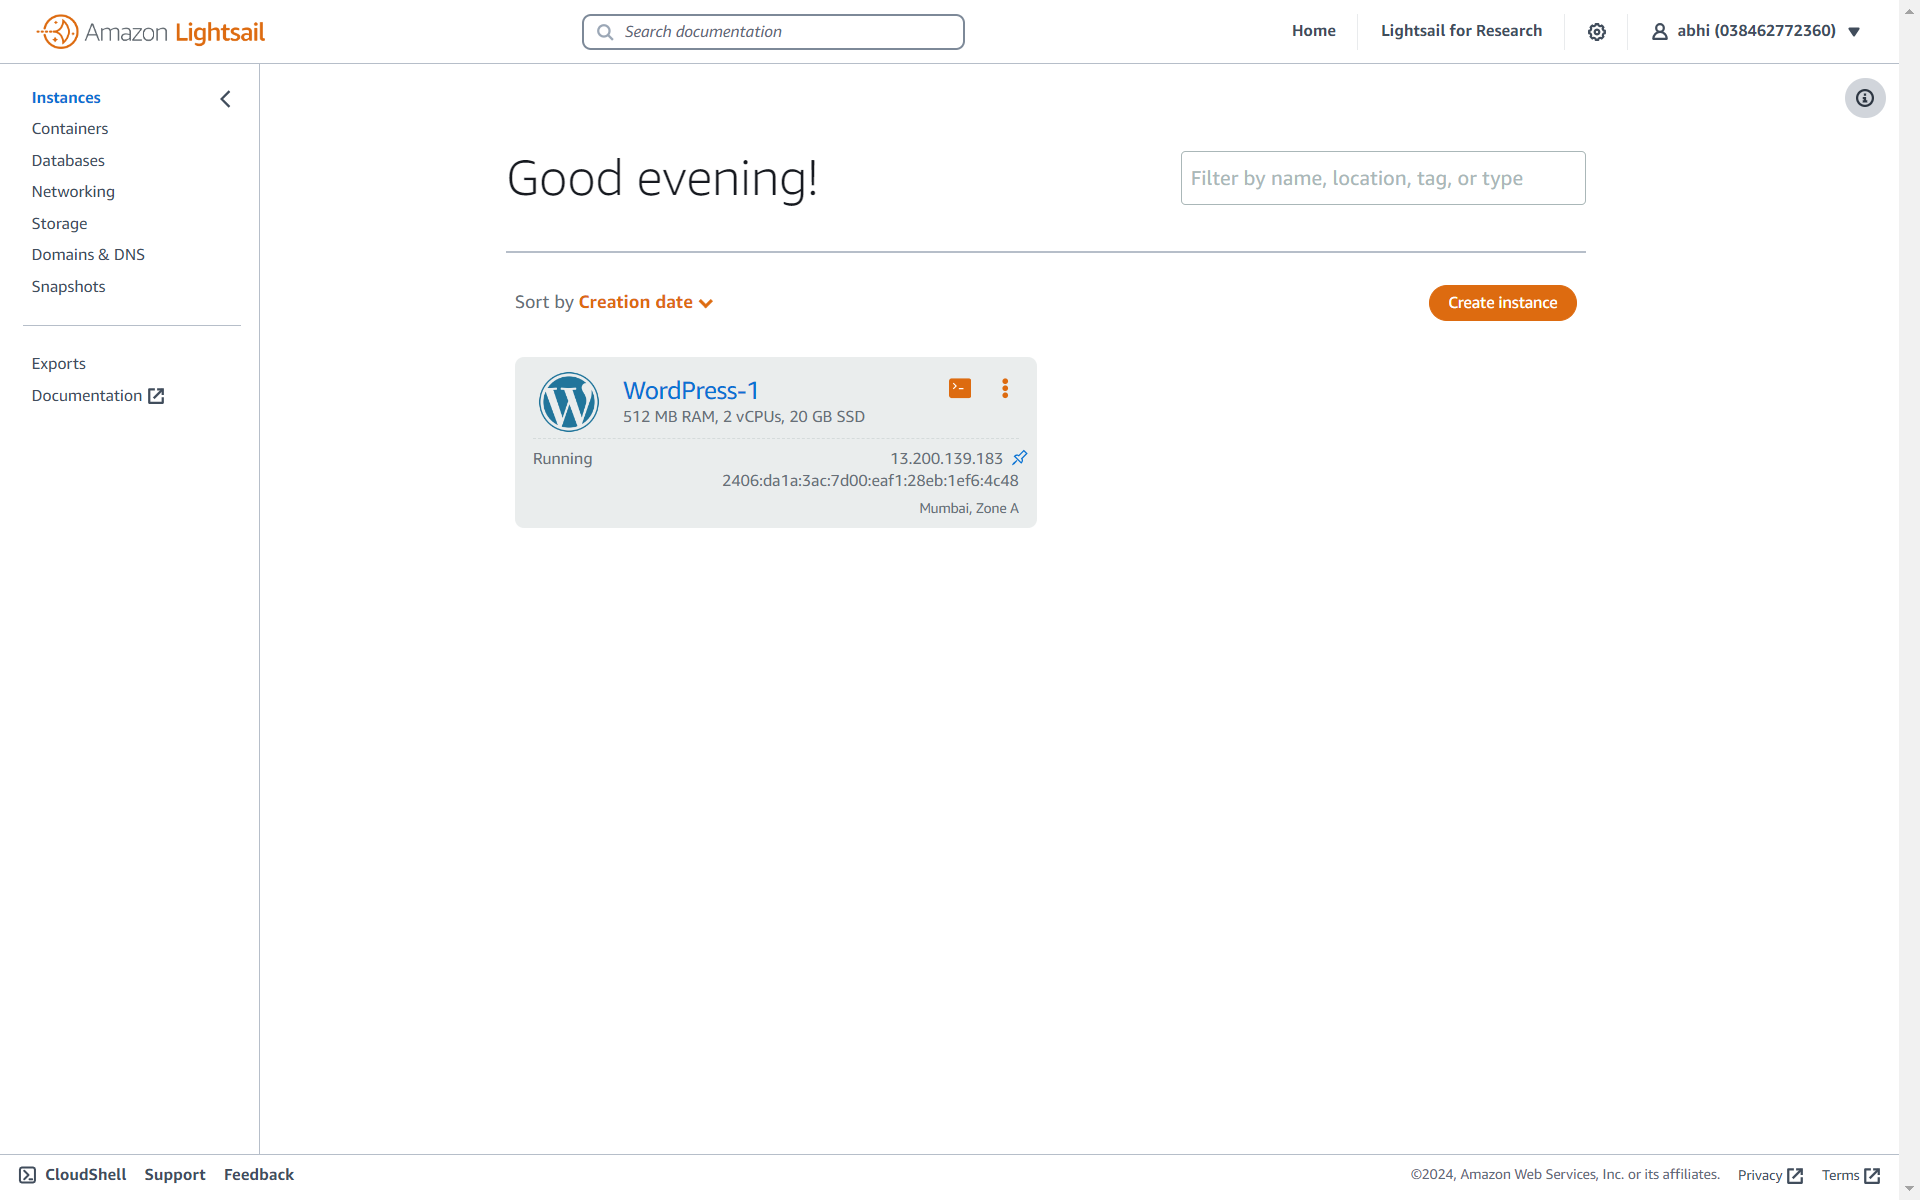 Amazon Lightsail
Search documentation
Home
Lightsail for Research
abhi (038462772360)
Instances
Containers
Databases
Networking
Storage
Domains & DNS
Snapshots
Exports
Documentation
Good evening!
Filter by name, location, tag, or type
Sort by Creation date
Create instance
WordPress-1
512 MB RAM, 2 vCPUs, 20 GB SSD
Running
13.200.139.183
2406:da1a:3ac:7d00:eaf1:28eb:1ef6:4c48
Mumbai, Zone A
CloudShell
Support
Feedback
©2024, Amazon Web Services, Inc. or its affiliates.
Privacy
Terms